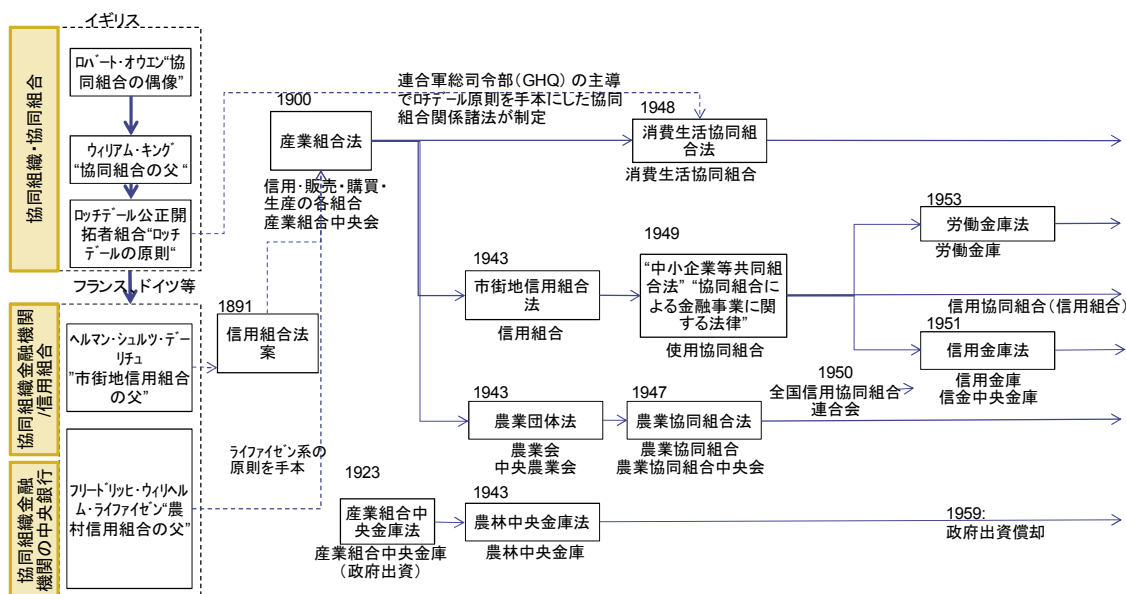 協同組織・協同組合
イギリス
ロバート・オウエン“協
同組合の偶像”
ウィリアム・キング
“協同組合の父 “
ロッチデール公正開
拓者組合“ロッチ
デールの原則“
フランス、ドイツ等
協同組織金融機関
/信用組合
ヘルマン・シュルツ・デー
リチュ
”市街地信用組合
の父”
協同組織金融
機関の中央銀行
フリードリッヒ・ウィリヘル
ム・ライファイゼン“農
村信用組合の父”
1891
信用組合法
案
ライファイゼン系の
原則を手本
1900
産業組合法
信用・販売・購買・
生産の各組合
産業組合中央会
連合軍総司令部(GHQ) の主導
でロチデール原則を手本にした協同
組合関係諸法が制定
1948
消費生活協同組
合法
消費生活協同組合
1943
市街地信用組合
法
信用組合
1949
“中小企業等共同組
合法” “協同組合に
よる金融事業に関
する法律”
使用協同組合
1953
労働金庫法
労働金庫
信用協同組合(信用組合)
1951
信用金庫法
信用金庫
信金中央金庫
1950
全国信用協同組合
連合会
1943
農業団体法
農業会
中央農業会
1947
農業協同組合法
農業協同組合
農業協同組合中央会
1923
産業組合中
央金庫法
産業組合中央金庫
(政府出資)
1943
農林中央金庫法
農林中央金庫
1959:
政府出資償却